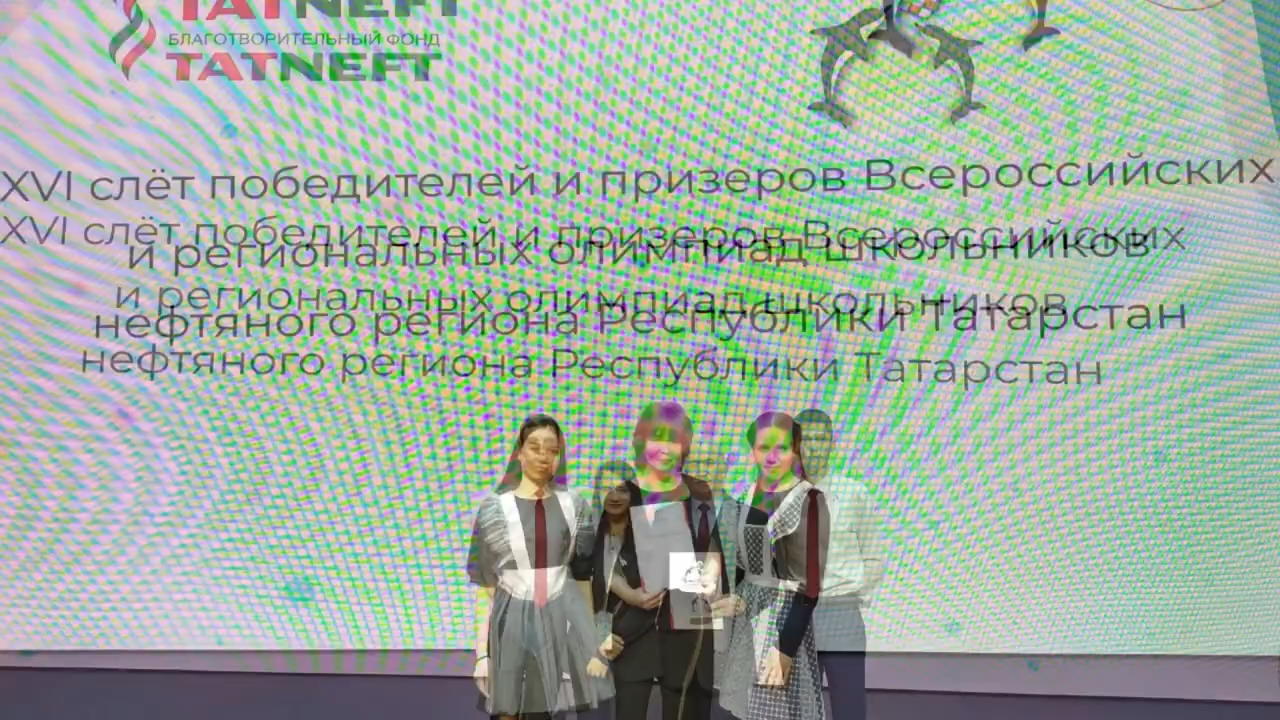 TATNEFT
БЛАГОТВОРИТЕЛЬНЫЙ ФОНД
TATNEFT
XVI слёт победителей и призеров Всероссийских
XVI слёт победителей и призеров Всероссийских
и региональных олимпиад школьников
и региональных олимпиад школьников
нефтяного региона Республики Татарстан
нефтяного региона Республики Татарстан